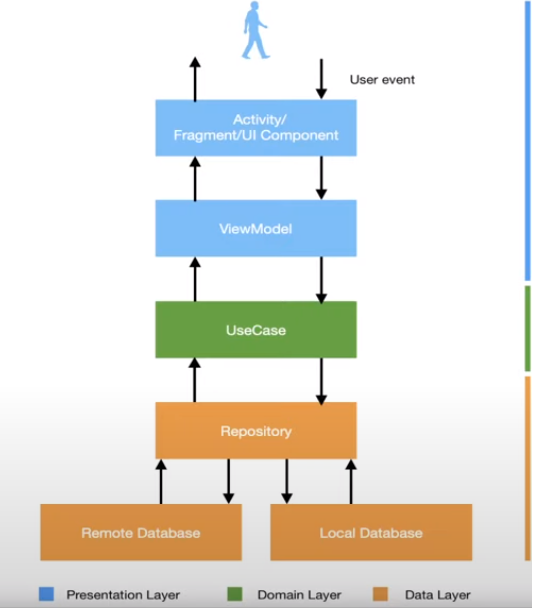 User event
Activity/
Fragment/UI Component
ViewModel
UseCase
Repository
Remote Database
Local Database
Presentation Layer
Domain Layer
Data Layer